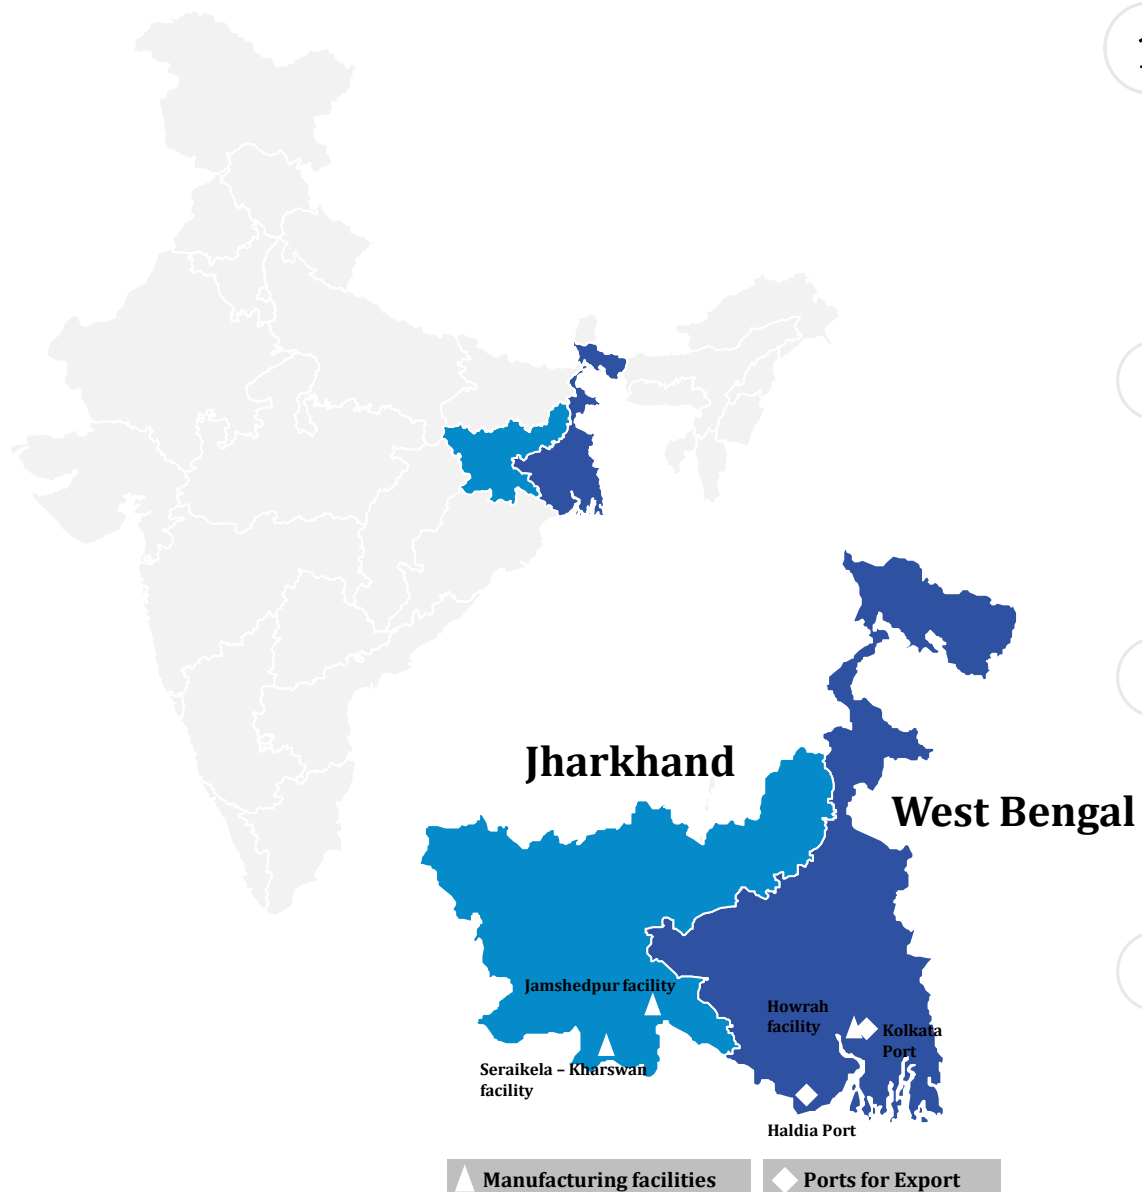 Jharkhand
West Bengal
Jamshedpur facility
Howrah
facility
Kolkata
Port
Seraikela – Kharswan
facility
Haldia Port
Manufacturing facilities
Ports for Export